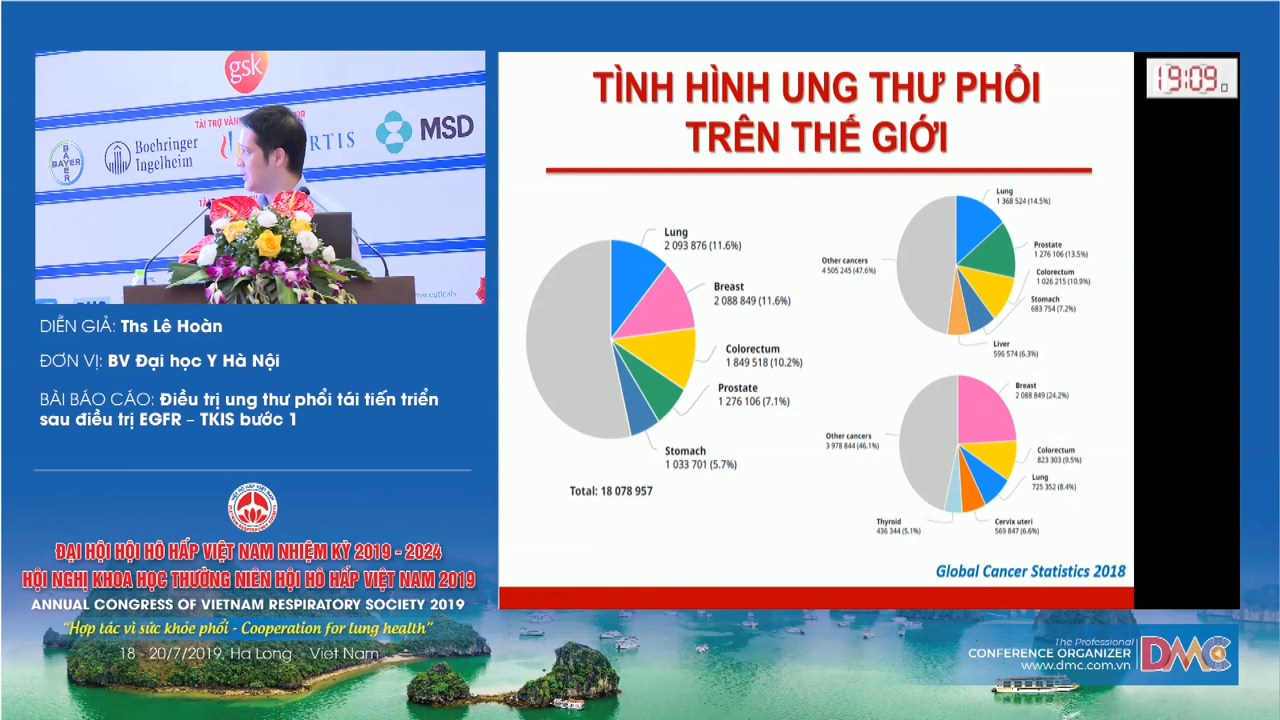 gsk
TÀI TRỢ VÀN
BAYER
BAYER
Boehringer
Ingelheim
RTIS
MSD
DIỄN GIẢ: Ths Lê Hoàn
ĐƠN VỊ: BV Đại học Y Hà Nội
BÀI BÁO CÁO: Điều trị ung thư phổi tái tiến triển
sau điều trị EGFR – TKIS bước 1
ĐẠI HỘI HỘI HÔ HẤP VIỆT NAM NHIỆM KỲ 2019 - 2024
HỘI NGHỊ KHOA HỌC THƯỜNG NIÊN HỘI HÔ HẤP VIỆT NAM 2019
ANNUAL CONGRESS OF VIETNAM RESPIRATORY SOCIETY 2019
“Hợp tác vì sức khỏe phổi - Cooperation for lung health”
18 - 20/7/2019, Ha Long Viet Nam
TÌNH HÌNH UNG THƯ PHỔI
TRÊN THẾ GIỚI
Lung
2 093 876 (11.6%)
Breast
2 088 849 (11.6%)
Colorectum
1 849 518 (10.2%)
Prostate
1 276 106 (7.1%)
Stomach
1 033 701 (5.7%)
Total: 18 078 957
Lung
1 368 524 (14.5%)
Prostate
1 276 106 (13.5%)
Colorectum
1 026 215 (10.9%)
Stomach
683 754 (7.2%)
Liver
596 574 (6.3%)
Other cancers
4 505 245 (47.6%)
Breast
2 088 849 (24.2%)
Colorectum
823 303 (9.5%)
Lung
725 352 (8.4%)
Cervix uteri
569 847 (6.6%)
Thyroid
436 344 (5.1%)
Other cancers
3 978 844 (46.1%)
Global Cancer Statistics 2018
19:09
The Professional
CONFERENCE ORGANIZER
www.dmc.com.vn
DMC